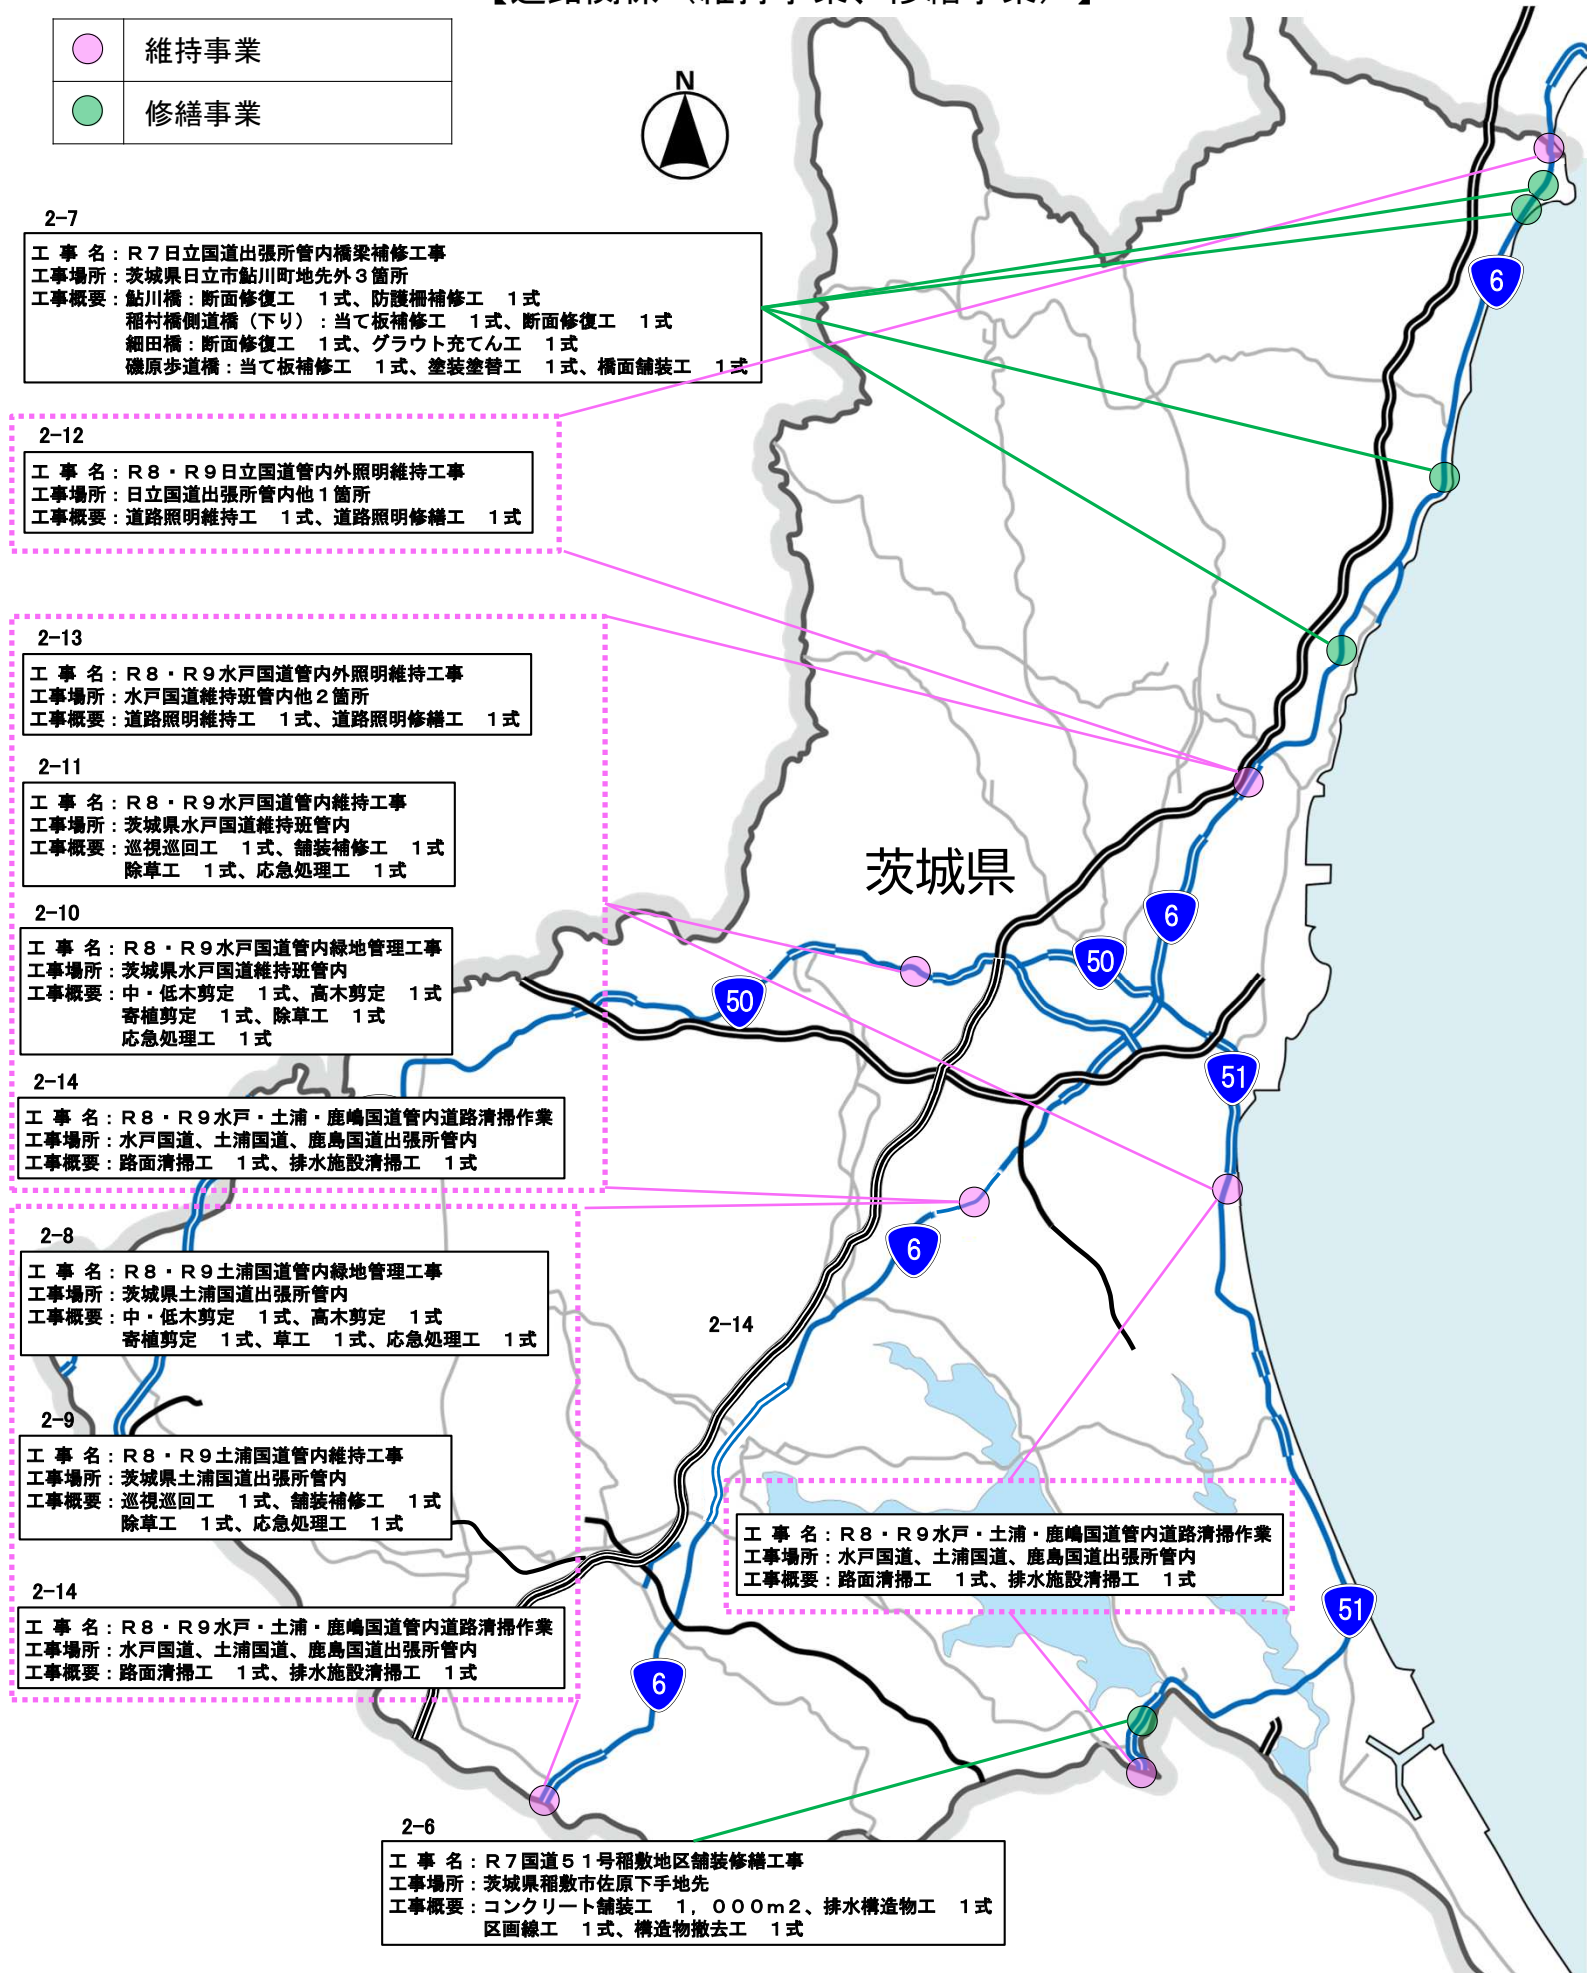 【道路関係（維持事業、修繕事業）】
維持事業
修繕事業
N
2-7
工 事 名：Ｒ７日立国道出張所管内橋梁補修工事
工事場所：茨城県日立市鮎川町地先外３箇所
工事概要：鮎川橋：断面修復工　１式、防護柵補修工　１式
稲村橋側道橋（下り）：当て板補修工　１式、断面修復工　１式
細田橋：断面修復工　１式、グラウト充てん工　１式
磯原歩道橋：当て板補修工　１式、塗装塗替工　１式、橋面舗装工　１式
6
2-12
工 事 名：Ｒ８・Ｒ９日立国道管内外照明維持工事
工事場所：日立国道出張所管内他１箇所
工事概要：道路照明維持工　１式、道路照明修繕工　１式
2-13
工 事 名：Ｒ８・Ｒ９水戸国道管内外照明維持工事
工事場所：水戸国道維持班管内他２箇所
工事概要：道路照明維持工　１式、道路照明修繕工　１式
2-11
工 事 名：Ｒ８・Ｒ９水戸国道管内維持工事
工事場所：茨城県水戸国道維持班管内
工事概要：巡視巡回工　１式、舗装補修工　１式
除草工　１式、応急処理工　１式
茨城県
2-10
工 事 名：Ｒ８・Ｒ９水戸国道管内緑地管理工事
工事場所：茨城県水戸国道維持班管内
工事概要：中・低木剪定　１式、高木剪定　１式
寄植剪定　１式、除草工　１式
応急処理工　１式
6
50
50
51
2-14
工 事 名：Ｒ８・Ｒ９水戸・土浦・鹿嶋国道管内道路清掃作業
工事場所：水戸国道、土浦国道、鹿島国道出張所管内
工事概要：路面清掃工　１式、排水施設清掃工　１式
2-8
工 事 名：Ｒ８・Ｒ９土浦国道管内緑地管理工事
工事場所：茨城県土浦国道出張所管内
工事概要：中・低木剪定　１式、高木剪定　１式
寄植剪定　１式、草工　１式、応急処理工　１式
6
2-14
2-9
工 事 名：Ｒ８・Ｒ９土浦国道管内維持工事
工事場所：茨城県土浦国道出張所管内
工事概要：巡視巡回工　１式、舗装補修工　１式
除草工　１式、応急処理工　１式
工 事 名：Ｒ８・Ｒ９水戸・土浦・鹿嶋国道管内道路清掃作業
工事場所：水戸国道、土浦国道、鹿島国道出張所管内
工事概要：路面清掃工　１式、排水施設清掃工　１式
2-14
工 事 名：Ｒ８・Ｒ９水戸・土浦・鹿嶋国道管内道路清掃作業
工事場所：水戸国道、土浦国道、鹿島国道出張所管内
工事概要：路面清掃工　１式、排水施設清掃工　１式
51
6
2-6
工 事 名：Ｒ７国道５１号稲敷地区舗装修繕工事
工事場所：茨城県稲敷市佐原下手地先
工事概要：コンクリート舗装工　１，０００ｍ２、排水構造物工　１式
区画線工　１式、構造物撤去工　１式